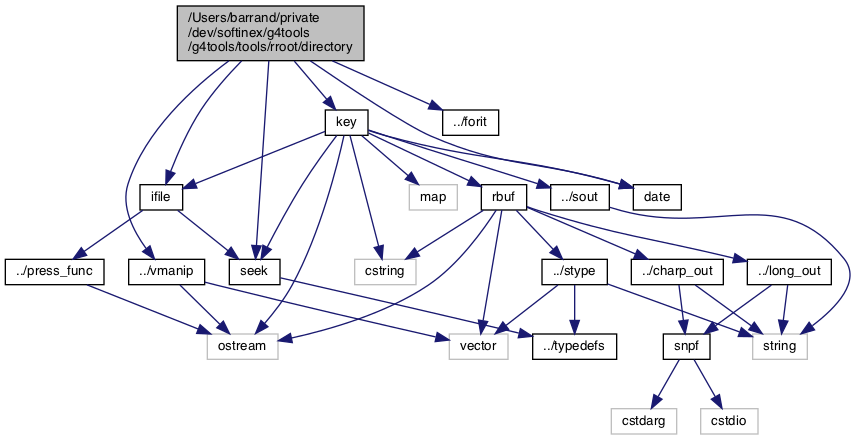 /Users/barrand/private
/dev/softinex/g4tools
/g4tools/tools/rroot/directory
key
../forit
ifile
map
rbuf
../sout
date
../press_func
../vmanip
seek
cstring
../stype
../charp_out
../long_out
ostream
vector
../typedefs
snpf
string
cstdarg
cstdio